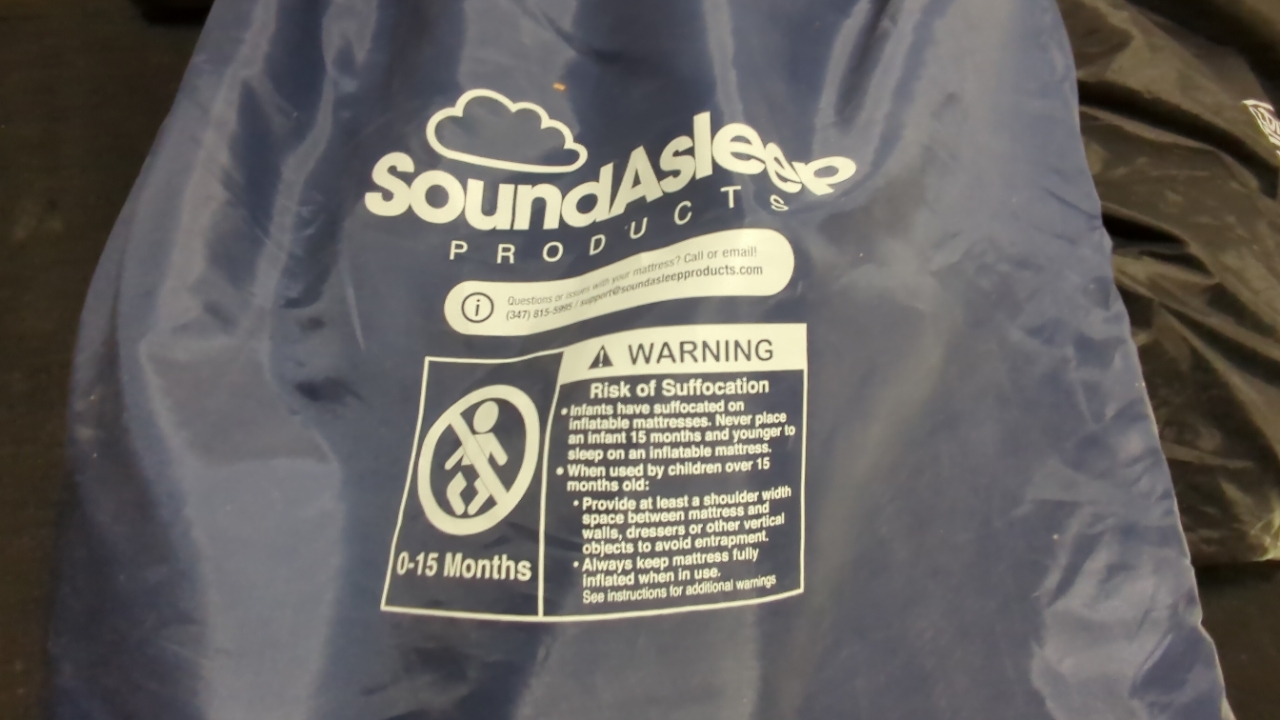 SoundAsleep
PRODUCTS
Questions or issues with your mattress? Call or email!
(347) 815-5995 / support@soundasleepproducts.com
WARNING
Risk of Suffocation
• Infants have suffocated on
inflatable mattresses. Never place
an infant 15 months and younger to
sleep on an inflatable mattress.
• When used by children over 15
months old:
• Provide at least a shoulder width
space between mattress and
walls, dressers or other vertical
objects to avoid entrapment.
• Always keep mattress fully
inflated when in use.
See instructions for additional warnings
0-15 Months